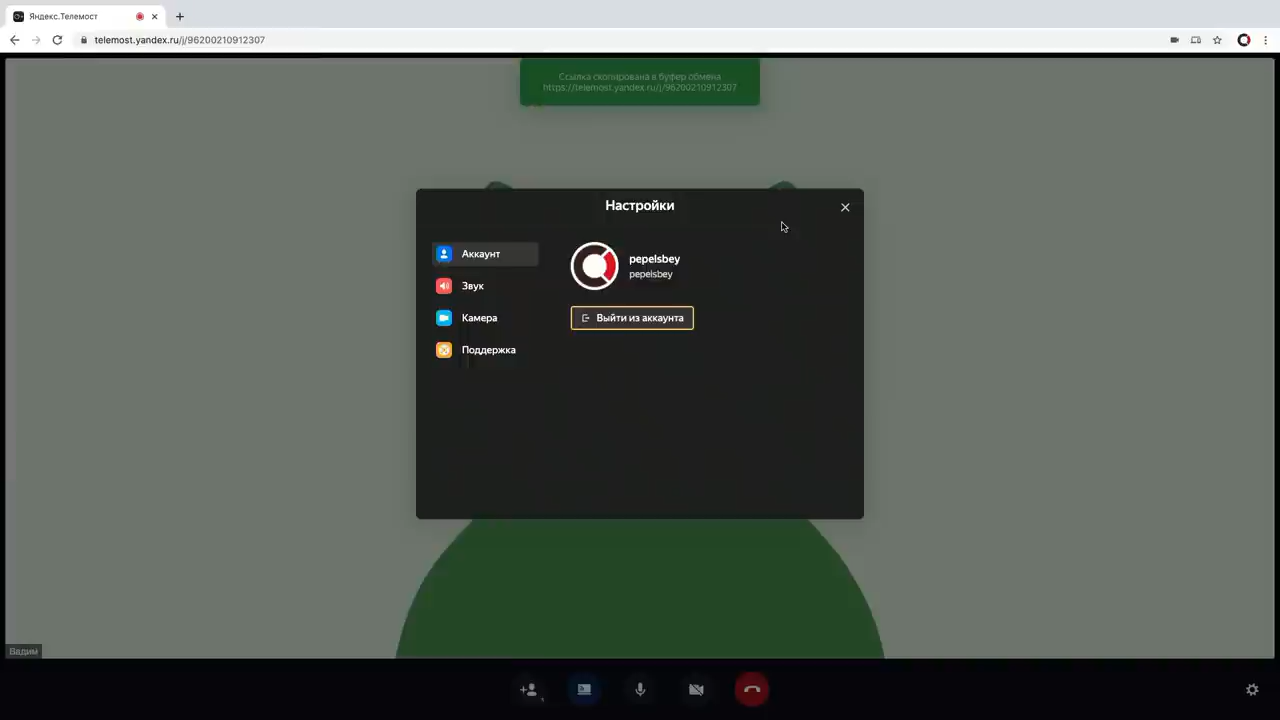 Яндекс.Телемост
telemost.yandex.ru/j/96200210912307
Ссылка скопирована в буфер обмена
https://telemost.yandex.ru/j/96200210912307
Настройки
Аккаунт
Звук
Камера
Поддержка
pepelsbey
pepelsbey
Выйти из аккаунта
Вадим
1